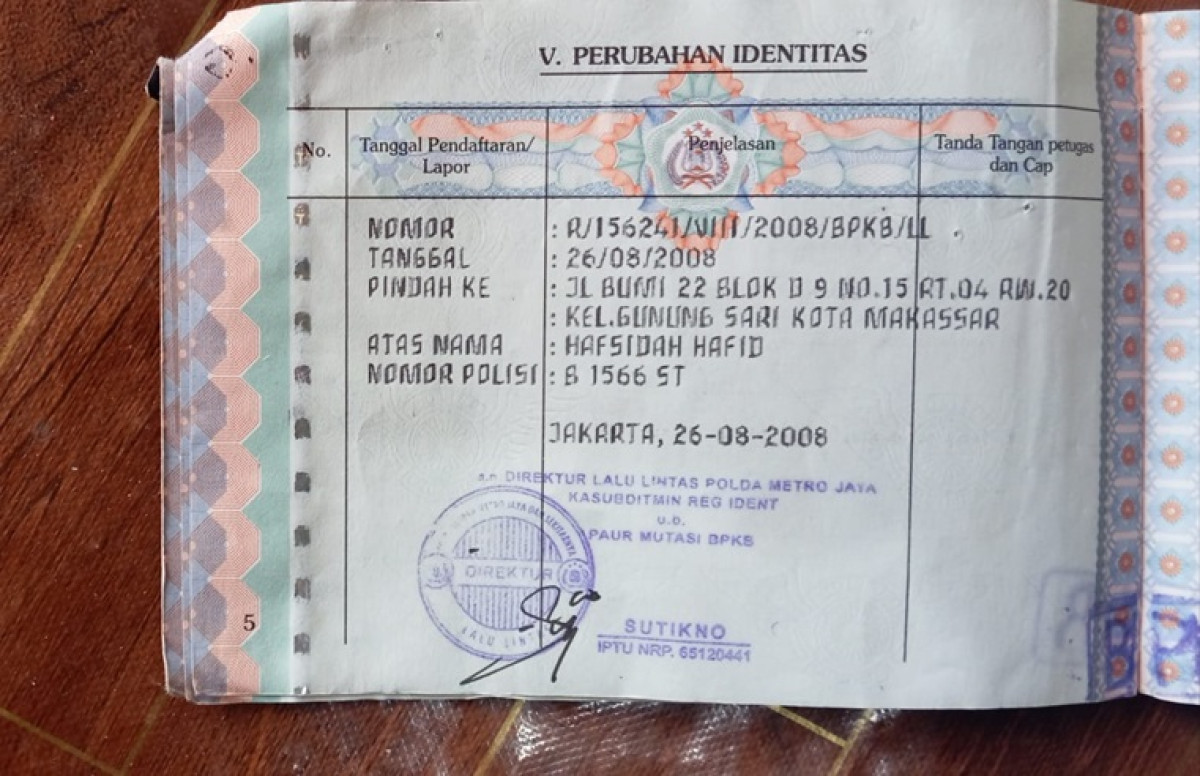 V. PERUBAHAN IDENTITAS
No. Tanggal Pendaftaran/ Lapor Penjelasan Tanda Tangan petugas dan Cap
NOMOR : R/156241/VIII/2008/BPKB/LL
TANGGAL : 26/08/2008
PINDAH KE : JL BUMI 22 BLOK D 9 NO.15 RT.04 RW.20
: KEL.GUNUNG SARI KOTA MAKASSAR
ATAS NAMA : HAFSIDAH HAFID
NOMOR POLISI : B 1566 ST
JAKARTA, 26-08-2008
a.n DIREKTUR LALU LINTAS POLDA METRO JAYA
KASUBDITMIN REG IDENT
u.b.
PAUR MUTASI BPKB
DIREKTUR
LALU LINT
SUTIKNO
IPTU NRP. 65120441
5